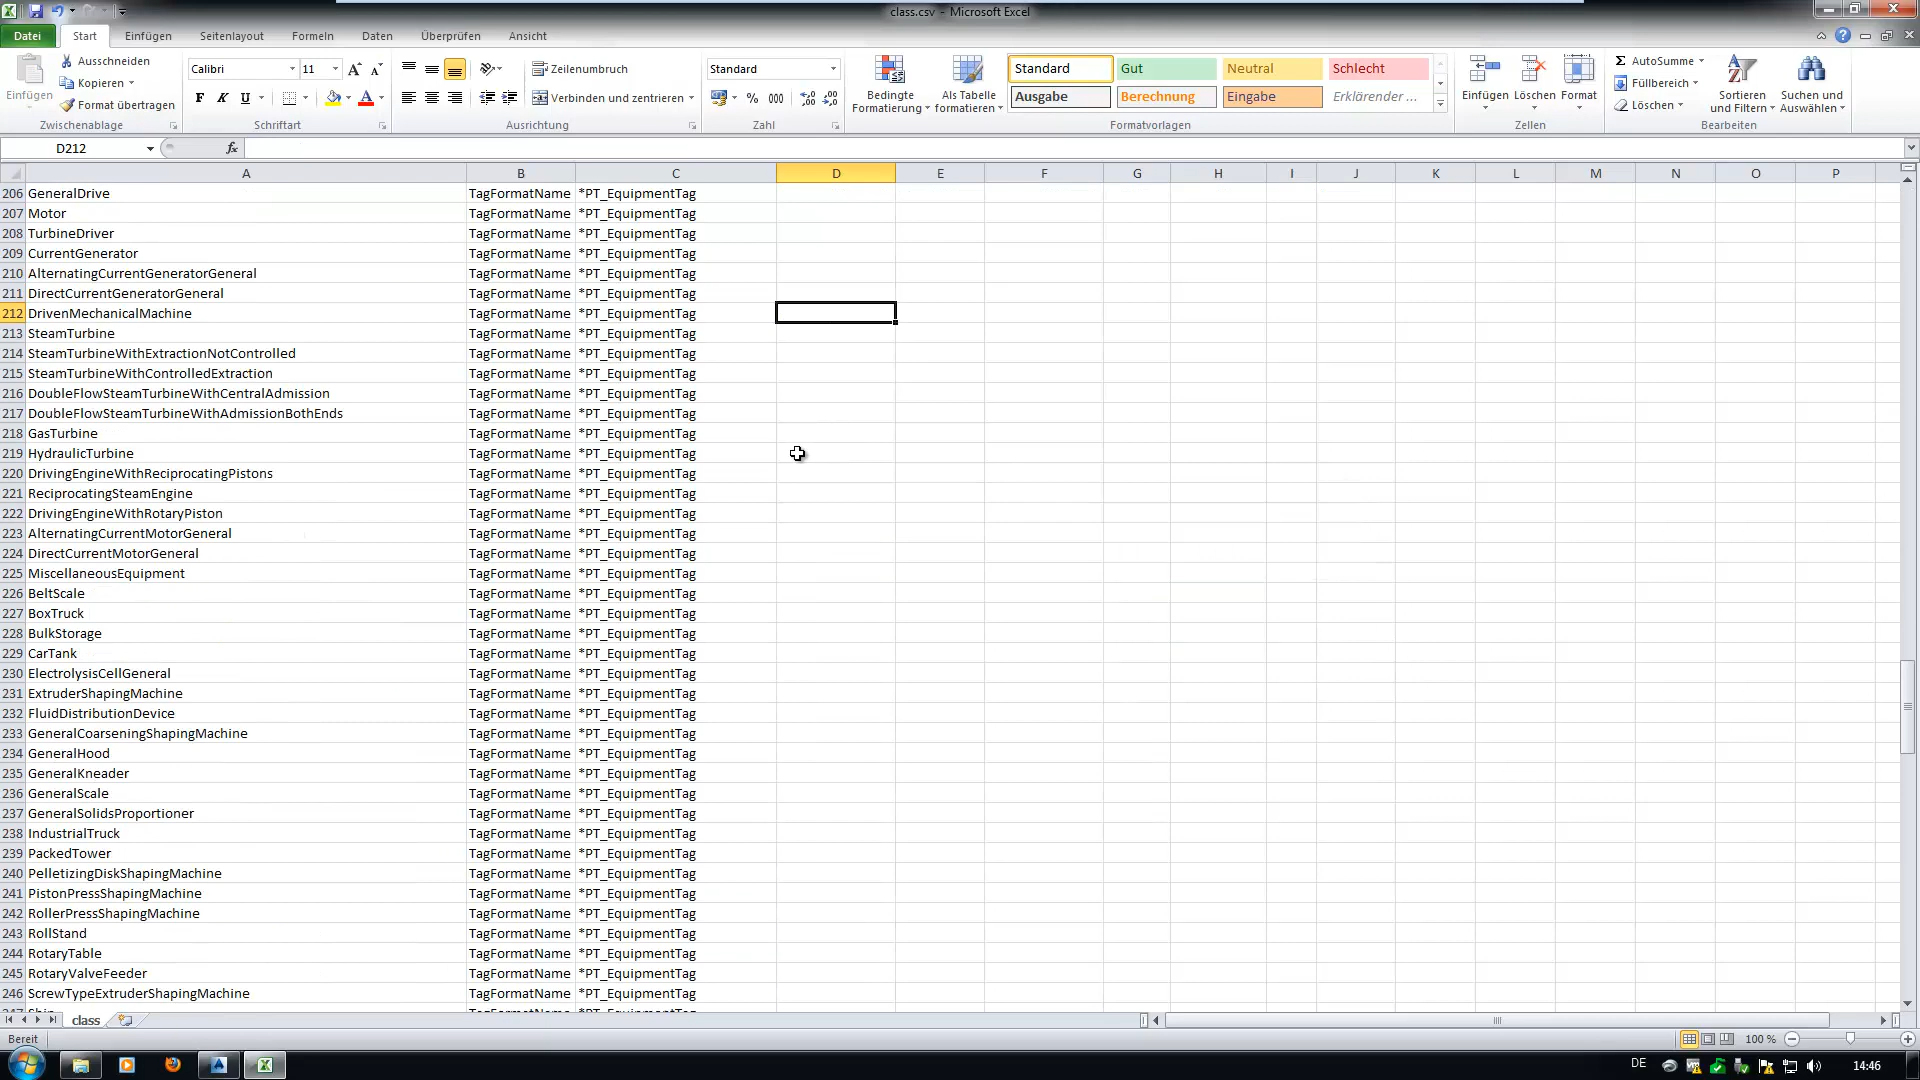 class.csv - Microsoft Excel
Datei Start Einfügen Seitenlayout Formeln Daten Überprüfen Ansicht
Einfügen
Ausschneiden
Kopieren
Format übertragen
Zwischenablage
Calibri 11
F K U
Schriftart
Zeilenumbruch
Verbinden und zentrieren
Ausrichtung
Standard
% 000
Zahl
Bedingte Formatierung
Als Tabelle formatieren
Standard Gut Neutral Schlecht
Ausgabe Berechnung Eingabe Erklärender ...
Formatvorlagen
Einfügen Löschen Format
Zellen
AutoSumme
Füllbereich
Löschen
Sortieren und Filtern
Suchen und Auswählen
Bearbeiten
D212 fx
A B C D E F G H I J K L M N O P
206 GeneralDrive TagFormatName *PT_EquipmentTag
207 Motor TagFormatName *PT_EquipmentTag
208 TurbineDriver TagFormatName *PT_EquipmentTag
209 CurrentGenerator TagFormatName *PT_EquipmentTag
210 AlternatingCurrentGeneratorGeneral TagFormatName *PT_EquipmentTag
211 DirectCurrentGeneratorGeneral TagFormatName *PT_EquipmentTag
212 DrivenMechanicalMachine TagFormatName *PT_EquipmentTag
213 SteamTurbine TagFormatName *PT_EquipmentTag
214 SteamTurbineWithExtractionNotControlled TagFormatName *PT_EquipmentTag
215 SteamTurbineWithControlledExtraction TagFormatName *PT_EquipmentTag
216 DoubleFlowSteamTurbineWithCentralAdmission TagFormatName *PT_EquipmentTag
217 DoubleFlowSteamTurbineWithAdmissionBothEnds TagFormatName *PT_EquipmentTag
218 GasTurbine TagFormatName *PT_EquipmentTag
219 HydraulicTurbine TagFormatName *PT_EquipmentTag
220 DrivingEngineWithReciprocatingPistons TagFormatName *PT_EquipmentTag
221 ReciprocatingSteamEngine TagFormatName *PT_EquipmentTag
222 DrivingEngineWithRotaryPiston TagFormatName *PT_EquipmentTag
223 AlternatingCurrentMotorGeneral TagFormatName *PT_EquipmentTag
224 DirectCurrentMotorGeneral TagFormatName *PT_EquipmentTag
225 MiscellaneousEquipment TagFormatName *PT_EquipmentTag
226 BeltScale TagFormatName *PT_EquipmentTag
227 BoxTruck TagFormatName *PT_EquipmentTag
228 BulkStorage TagFormatName *PT_EquipmentTag
229 CarTank TagFormatName *PT_EquipmentTag
230 ElectrolysisCellGeneral TagFormatName *PT_EquipmentTag
231 ExtruderShapingMachine TagFormatName *PT_EquipmentTag
232 FluidDistributionDevice TagFormatName *PT_EquipmentTag
233 GeneralCoarseningShapingMachine TagFormatName *PT_EquipmentTag
234 GeneralHood TagFormatName *PT_EquipmentTag
235 GeneralKneader TagFormatName *PT_EquipmentTag
236 GeneralScale TagFormatName *PT_EquipmentTag
237 GeneralSolidsProportioner TagFormatName *PT_EquipmentTag
238 IndustrialTruck TagFormatName *PT_EquipmentTag
239 PackedTower TagFormatName *PT_EquipmentTag
240 PelletizingDiskShapingMachine TagFormatName *PT_EquipmentTag
241 PistonPressShapingMachine TagFormatName *PT_EquipmentTag
242 RollerPressShapingMachine TagFormatName *PT_EquipmentTag
243 RollStand TagFormatName *PT_EquipmentTag
244 RotaryTable TagFormatName *PT_EquipmentTag
245 RotaryValveFeeder TagFormatName *PT_EquipmentTag
246 ScrewTypeExtruderShapingMachine TagFormatName *PT_EquipmentTag
class
Bereit 100 %
DE 14:46